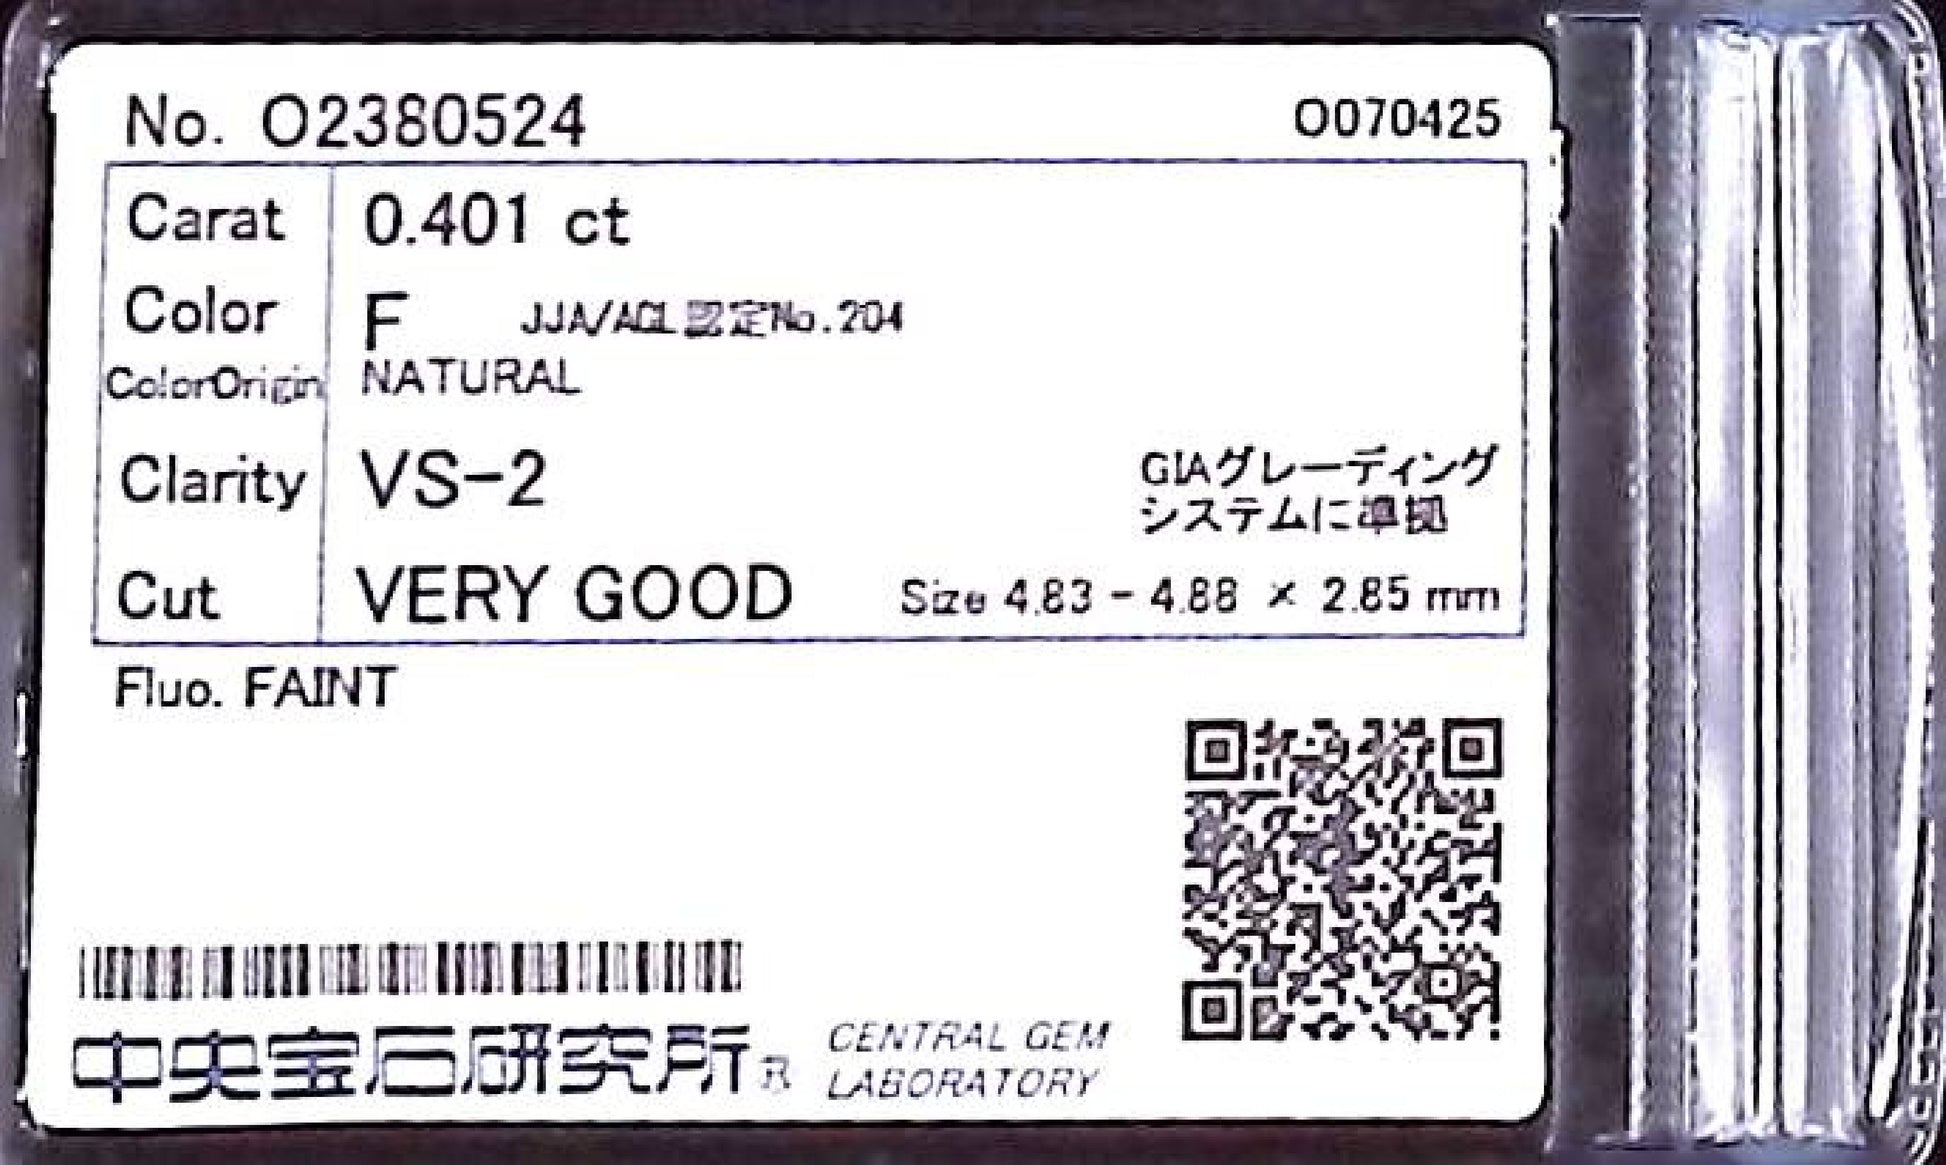 No. O2380524 O070425
Carat 0.401 ct
Color F JJA/AGL認定No.204
ColorOrigin NATURAL
Clarity VS-2 GIAグレーディング
システムに準拠
Cut VERY GOOD Size 4.83 - 4.88 × 2.85 mm
Fluo. FAINT
中央宝石研究所® CENTRAL GEM
LABORATORY